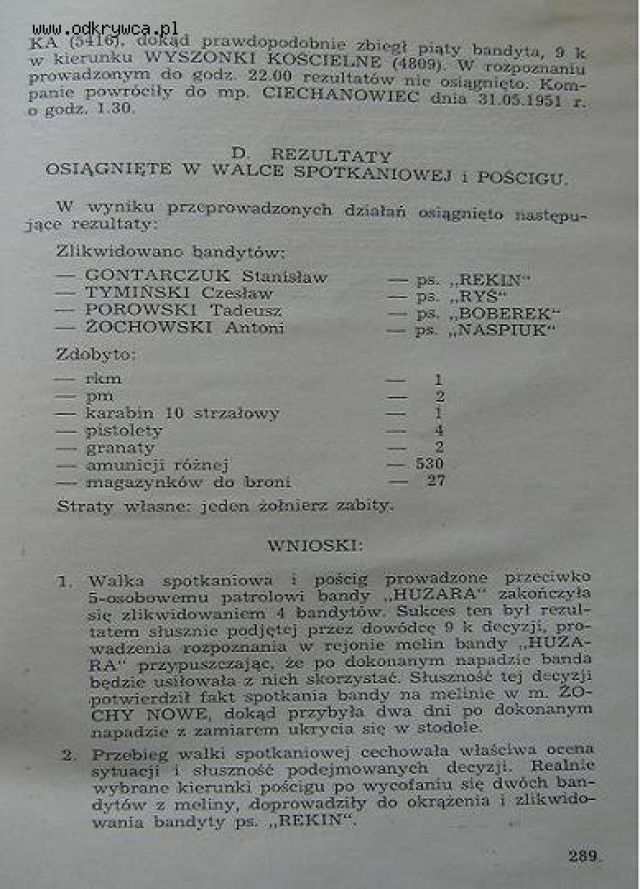 www.odkrywca.pl
KA (5416), dokąd prawdopodobnie zbiegł piąty bandyta, 9 k
w kierunku WYSZONKI KOŚCIELNE (4809). W rozpoznaniu
prowadzonym do godz. 22.00 rezultatów nie osiągnięto. Kom-
panie powróciły do mp. CIECHANOWIEC dnia 31.05.1951 r.
o godz. 1.30.
D. REZULTATY
OSIĄGNIĘTE W WALCE SPOTKANIOWEJ i POŚCIGU.
W wyniku przeprowadzonych działań osiągnięto następu-
jące rezultaty:
Zlikwidowano bandytów:
— GONTARCZUK Stanisław — ps. „REKIN"
— TYMIŃSKI Czesław — ps. „RYŚ"
— POROWSKI Tadeusz — ps. „BOBEREK"
— ŻOCHOWSKI Antoni — ps. „NASPIUK"
Zdobyto:
— rkm — 1
— pm — 2
— karabin 10 strzałowy — 1
— pistolety — 4
— granaty — 2
— amunicji różnej — 530
— magazynków do broni — 27
Straty własne: jeden żołnierz zabity.
WNIOSKI:
1. Walka spotkaniowa i pościg prowadzone przeciwko
5-osobowemu patrolowi bandy „HUZARA" zakończyła
się zlikwidowaniem 4 bandytów. Sukces ten był rezul-
tatem słusznie podjętej przez dowódcę 9 k decyzji, pro-
wadzenia rozpoznania w rejonie melin bandy „HUZA-
RA" przypuszczając, że po dokonanym napadzie banda
będzie usiłowała z nich skorzystać. Słuszność tej decyzji
potwierdził fakt spotkania bandy na melinie w m. ŻO-
CHY NOWE, dokąd przybyła dwa dni po dokonanym
napadzie z zamiarem ukrycia się w stodole.
2. Przebieg walki spotkaniowej cechowała właściwa ocena
sytuacji i słuszność podejmowanych decyzji. Realnie
wybrane kierunki pościgu po wycofaniu się dwóch ban-
dytów z meliny, doprowadziły do okrążenia i zlikwido-
wania bandyty ps. „REKIN".
289